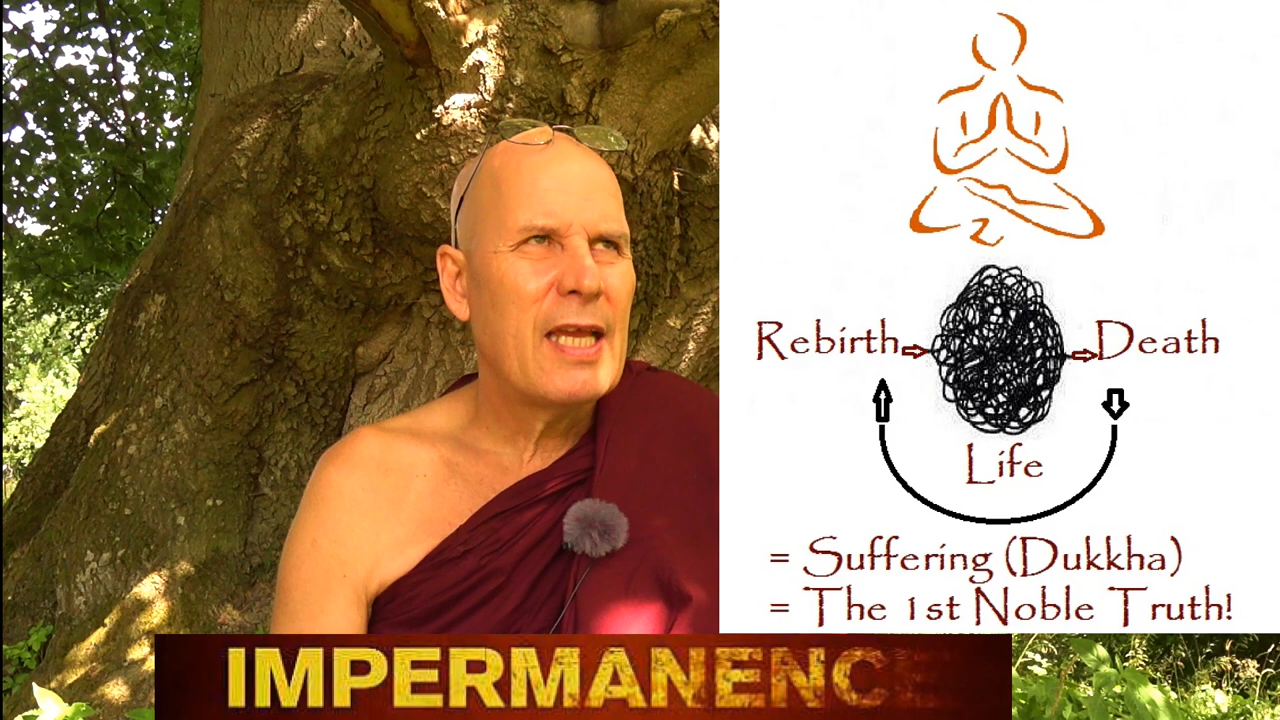 Rebirth
Death
Life
= Suffering (Dukkha)
= The 1st Noble Truth!
IMPERMANENCE